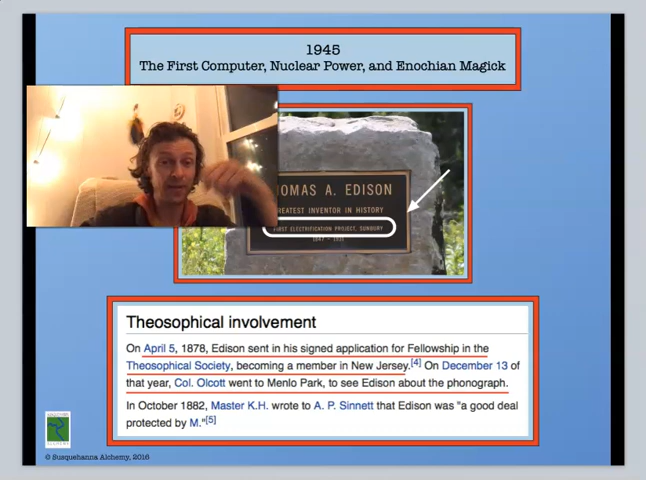 1945
The First Computer, Nuclear Power, and Enochian Magick
OMAS A. EDISON
REATEST INVENTOR IN HISTORY
FIRST ELECTRIFICATION PROJECT, SUNBURY
1847 - 1931
Theosophical involvement
On April 5, 1878, Edison sent in his signed application for Fellowship in the
Theosophical Society, becoming a member in New Jersey.[4] On December 13 of
that year, Col. Olcott went to Menlo Park, to see Edison about the phonograph.
In October 1882, Master K.H. wrote to A. P. Sinnett that Edison was "a good deal
protected by M."[5]
© Susquehanna Alchemy, 2016